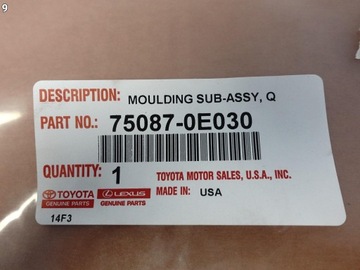 9
DESCRIPTION: MOULDING SUB-ASSY, Q
PART NO.: 75087-0E030
QUANTITY: 1
TOYOTA MOTOR SALES, U.S.A., INC.
MADE IN: USA
TOYOTA LEXUS
GENUINE PARTS GENUINE PARTS
14F3